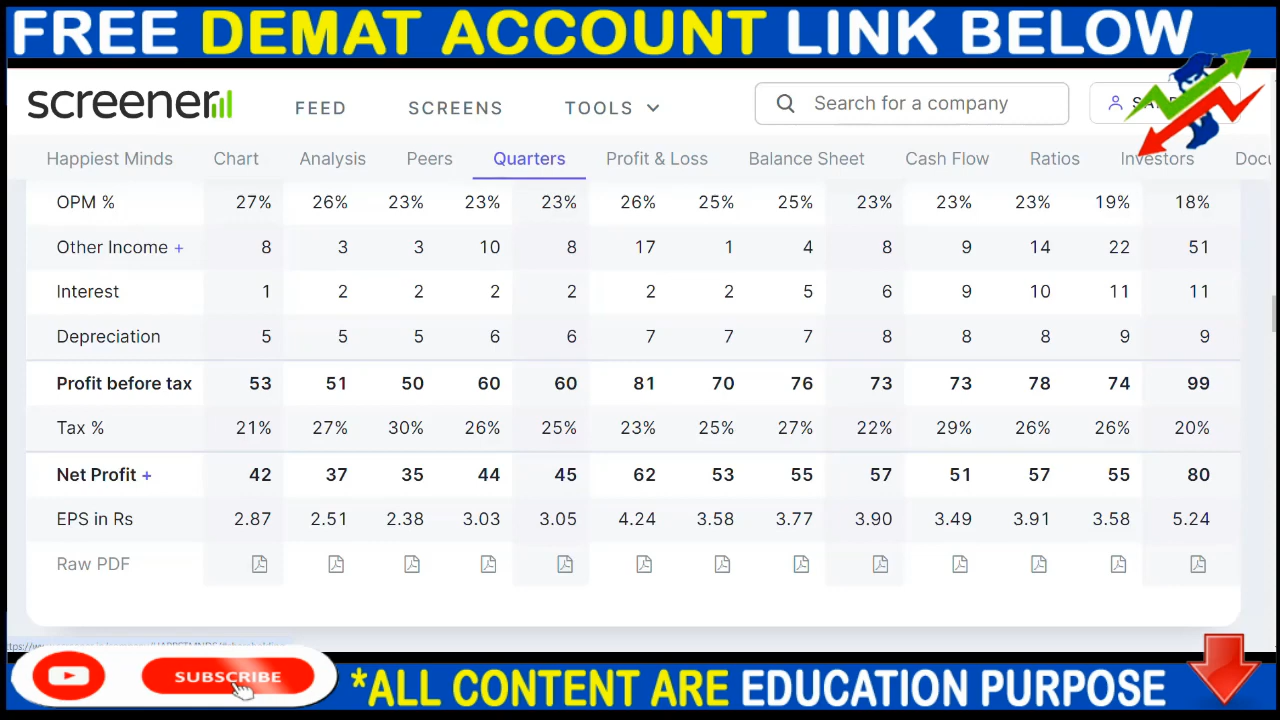 FREE DEMAT ACCOUNT LINK BELOW
screener FEED SCREENS TOOLS Search for a company
Happiest Minds Chart Analysis Peers Quarters Profit & Loss Balance Sheet Cash Flow Ratios Investors Docu
OPM % 27% 26% 23% 23% 23% 26% 25% 25% 23% 23% 23% 19% 18%
Other Income + 8 3 3 10 8 17 1 4 8 9 14 22 51
Interest 1 2 2 2 2 2 2 5 6 9 10 11 11
Depreciation 5 5 5 6 6 7 7 7 8 8 8 9 9
Profit before tax 53 51 50 60 60 81 70 76 73 73 78 74 99
Tax % 21% 27% 30% 26% 25% 23% 25% 27% 22% 29% 26% 26% 20%
Net Profit + 42 37 35 44 45 62 53 55 57 51 57 55 80
EPS in Rs 2.87 2.51 2.38 3.03 3.05 4.24 3.58 3.77 3.90 3.49 3.91 3.58 5.24
Raw PDF
SUBSCRIBE *ALL CONTENT ARE EDUCATION PURPOSE